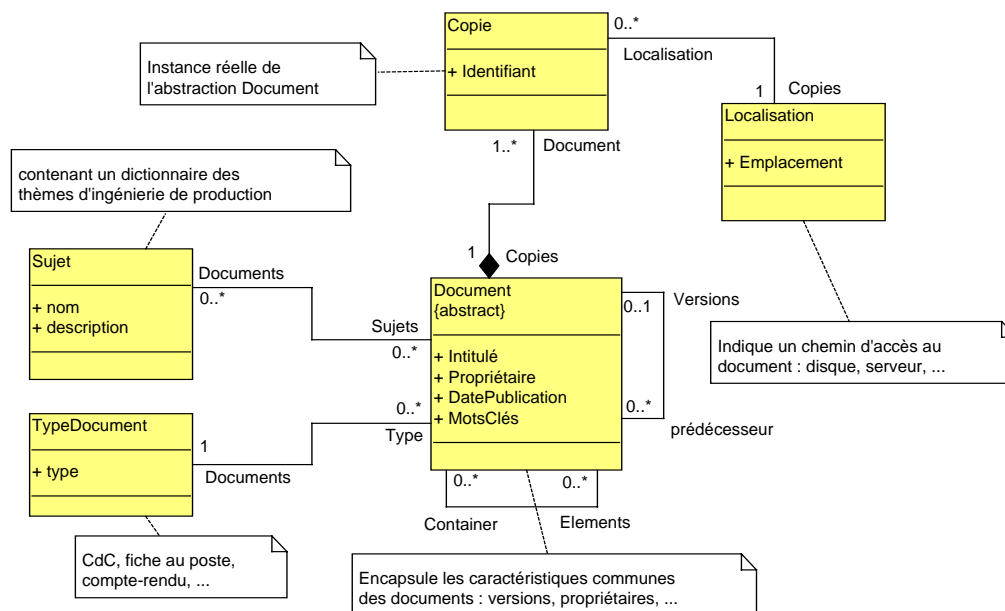 Copie
+ Identifiant
0..*
Localisation
Instance réelle de
l'abstraction Document
1
Copies
Localisation
+ Emplacement
1..*
Document
contenant un dictionnaire des
thèmes d'ingénierie de production
Sujet
+ nom
+ description
Documents
0..*
1
Copies
Document
{abstract}
+ Intitulé
+ Propriétaire
+ DatePublication
+ MotsClés
Sujets
0..*
0..1
Versions
0..*
prédécesseur
Indique un chemin d'accès au
document : disque, serveur, ...
TypeDocument
+ type
1
Documents
0..*
Type
0..*
0..*
Container
Elements
CdC, fiche au poste,
compte-rendu, ...
Encapsule les caractéristiques communes
des documents : versions, propriétaires, ...